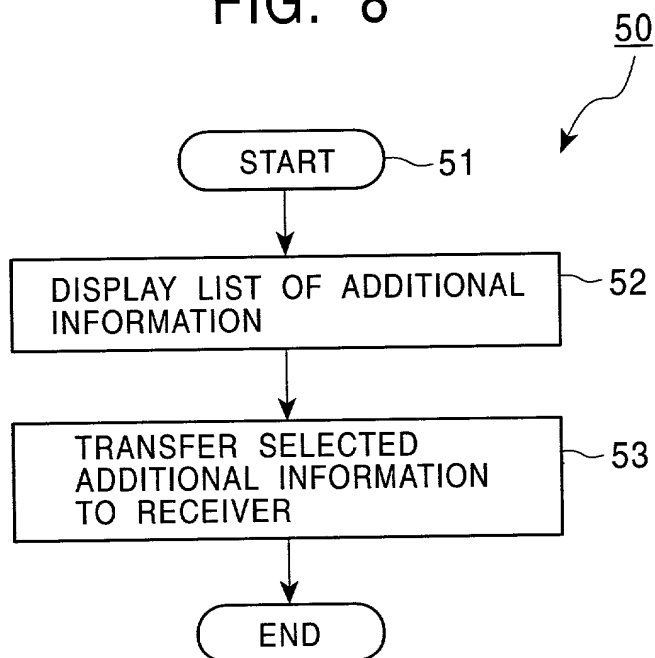 FIG. 8
50
START
51
DISPLAY LIST OF ADDITIONAL
INFORMATION
52
TRANSFER SELECTED
ADDITIONAL INFORMATION
TO RECEIVER
53
END